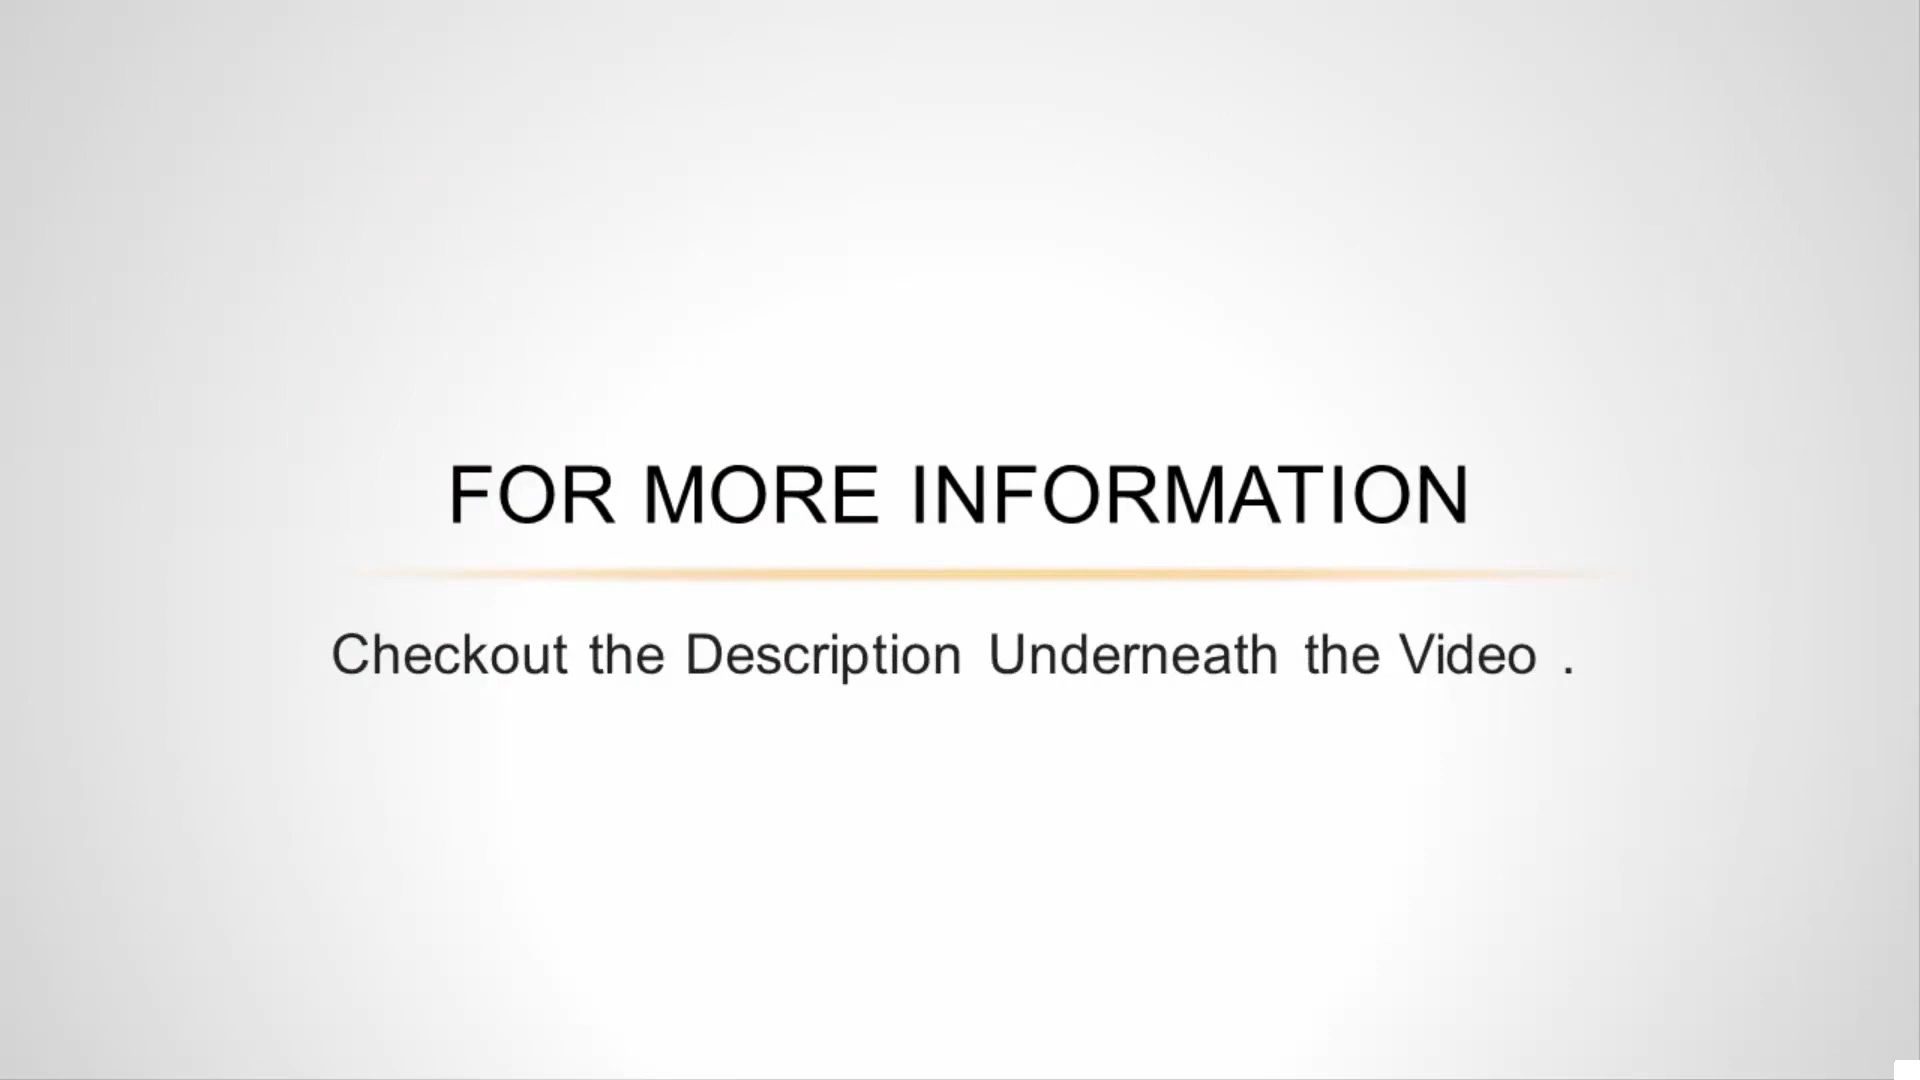 FOR MORE INFORMATION
Checkout the Description Underneath the Video .